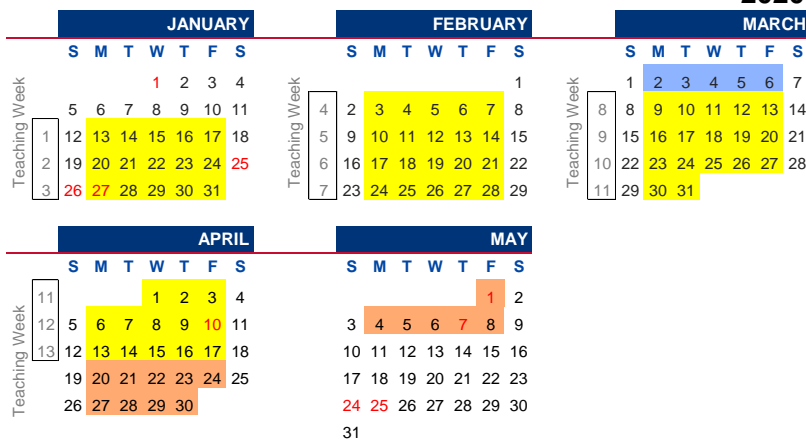 2020
JANUARY
S M T W T F S
1 2 3 4
5 6 7 8 9 10 11
1 12 13 14 15 16 17 18
2 19 20 21 22 23 24 25
3 26 27 28 29 30 31
Teaching Week
FEBRUARY
S M T W T F S
1
4 2 3 4 5 6 7 8
5 9 10 11 12 13 14 15
6 16 17 18 19 20 21 22
7 23 24 25 26 27 28 29
Teaching Week
MARCH
S M T W T F S
1 2 3 4 5 6 7
8 8 9 10 11 12 13 14
9 15 16 17 18 19 20 21
10 22 23 24 25 26 27 28
11 29 30 31
Teaching Week
APRIL
S M T W T F S
11 1 2 3 4
12 5 6 7 8 9 10 11
13 12 13 14 15 16 17 18
19 20 21 22 23 24 25
26 27 28 29 30
Teaching Week
MAY
S M T W T F S
1 2
3 4 5 6 7 8 9
10 11 12 13 14 15 16
17 18 19 20 21 22 23
24 25 26 27 28 29 30
31